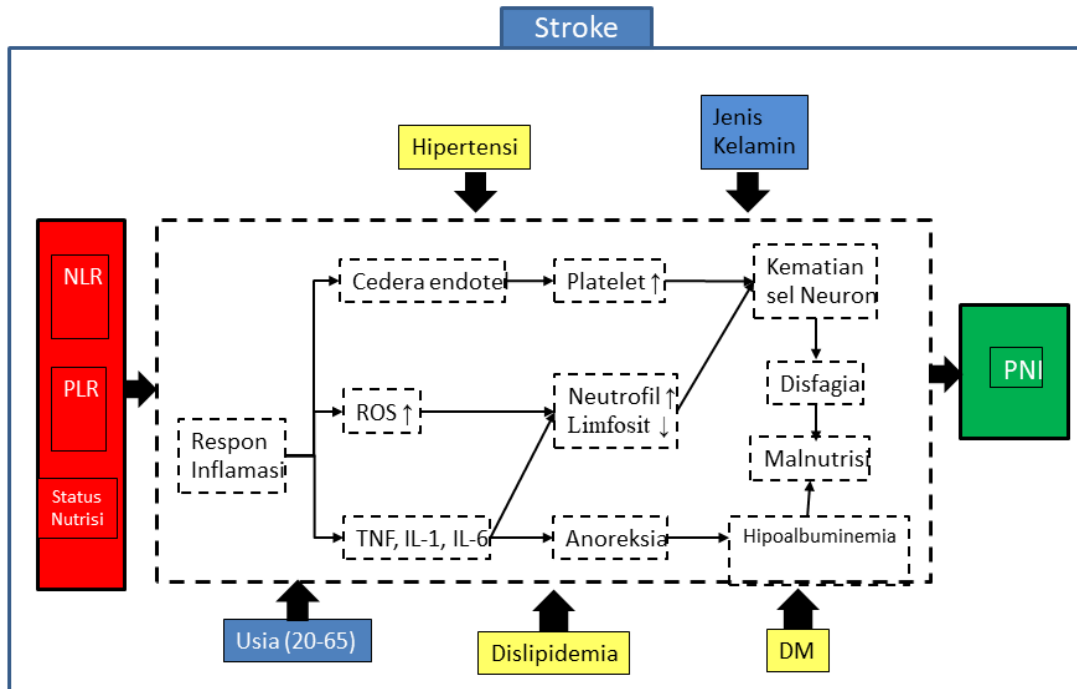 Stroke
Hipertensi
Jenis
Kelamin
NLR
PLR
Status
Nutrisi
Respon
Inflamasi
Cedera endote
Platelet ↑
Kematian
sel Neuron
ROS ↑
Neutrofil ↑
Limfosit ↓
Disfagia
Malnutrisi
TNF, IL-1, IL-6
Anoreksia
Hipoalbuminemia
PNI
Usia (20-65)
Dislipidemia
DM